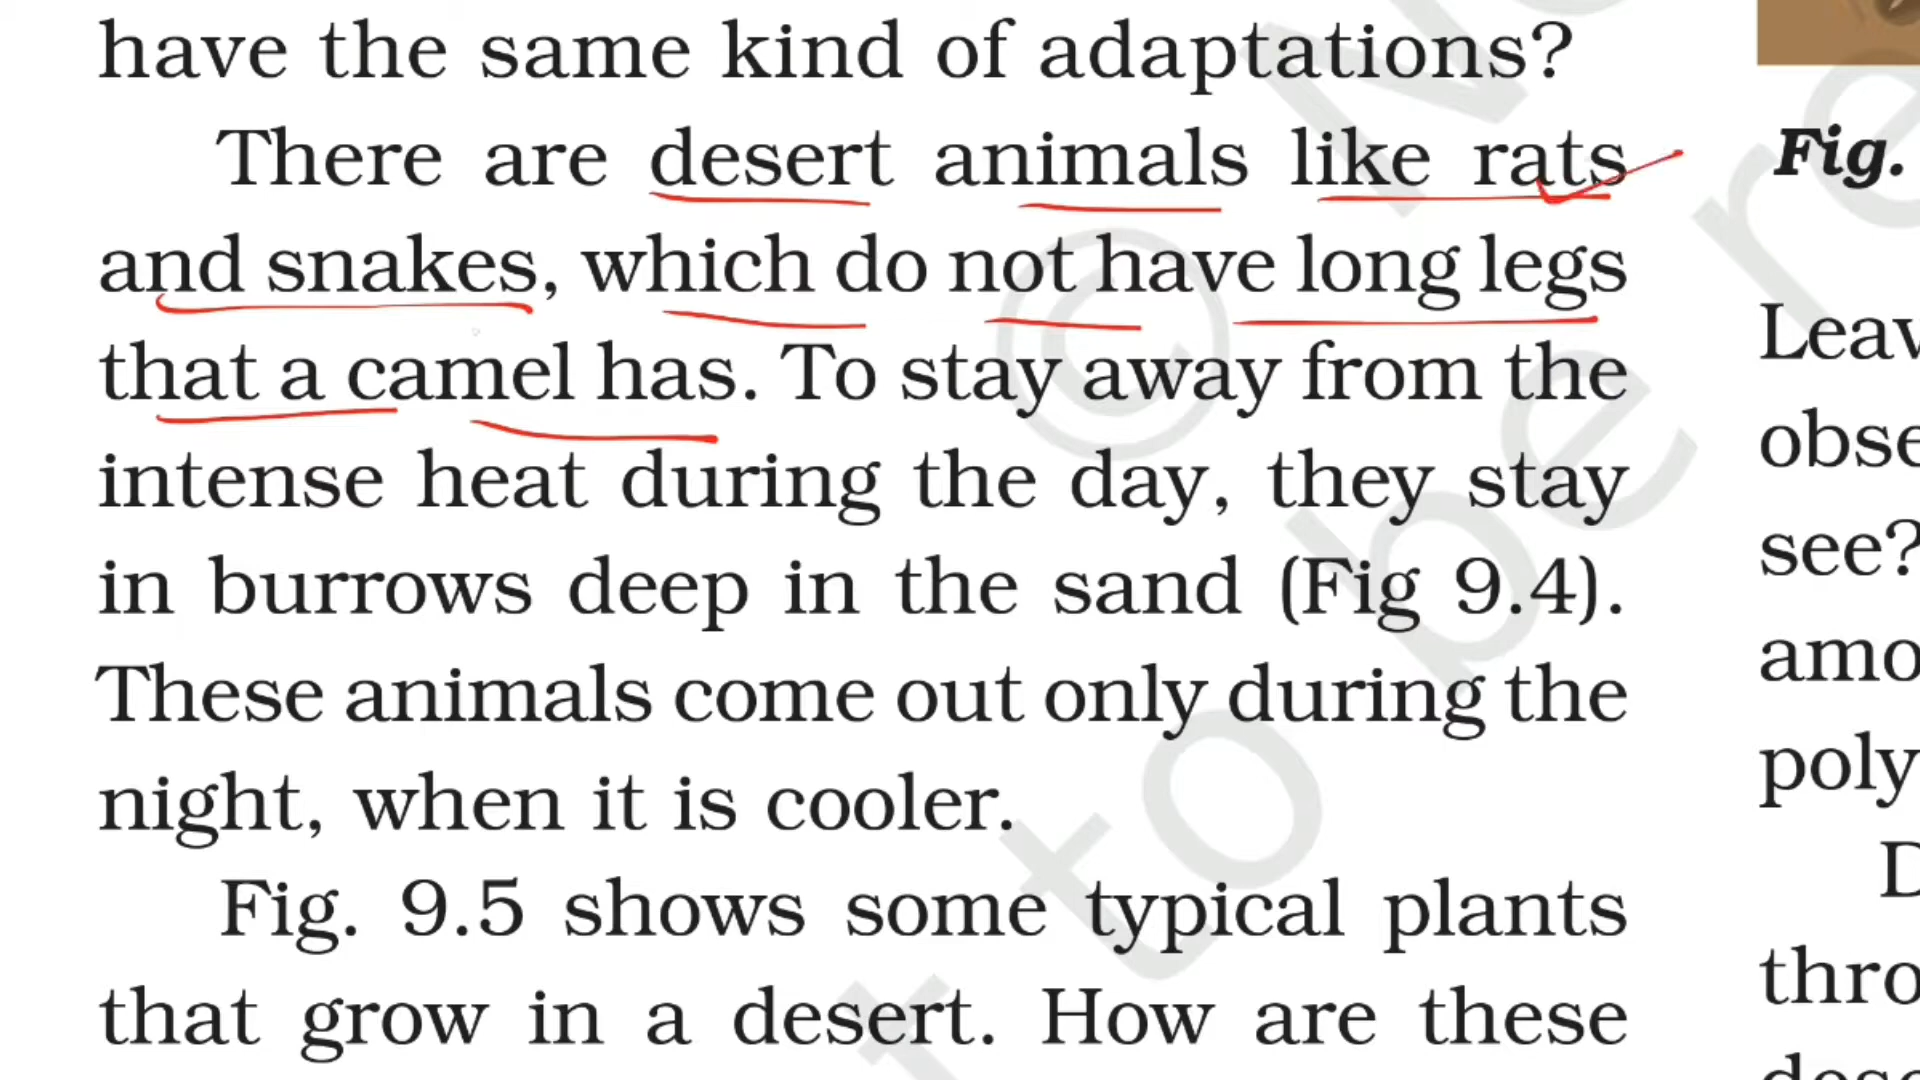 have the same kind of adaptations?
There are desert animals like rats
and snakes, which do not have long legs
that a camel has. To stay away from the
intense heat during the day, they stay
in burrows deep in the sand (Fig 9.4).
These animals come out only during the
night, when it is cooler.
Fig. 9.5 shows some typical plants
that grow in a desert. How are these
Fig.
see?